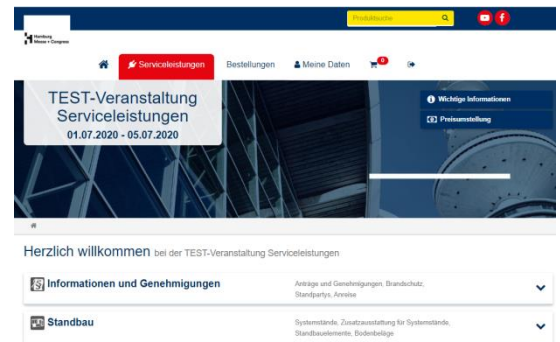 Produktsuche
Hamburg
Messe + Congress
Serviceleistungen Bestellungen Meine Daten 0
TEST-Veranstaltung
Serviceleistungen
01.07.2020 - 05.07.2020
Wichtige Informationen
Preisumstellung
Herzlich willkommen bei der TEST-Veranstaltung Serviceleistungen
Informationen und Genehmigungen
Anträge und Genehmigungen, Brandschutz,
Standpartys, Anreise
Standbau
Systemstände, Zusatzausstattung für Systemstände,
Standbauelemente, Bodenbeläge